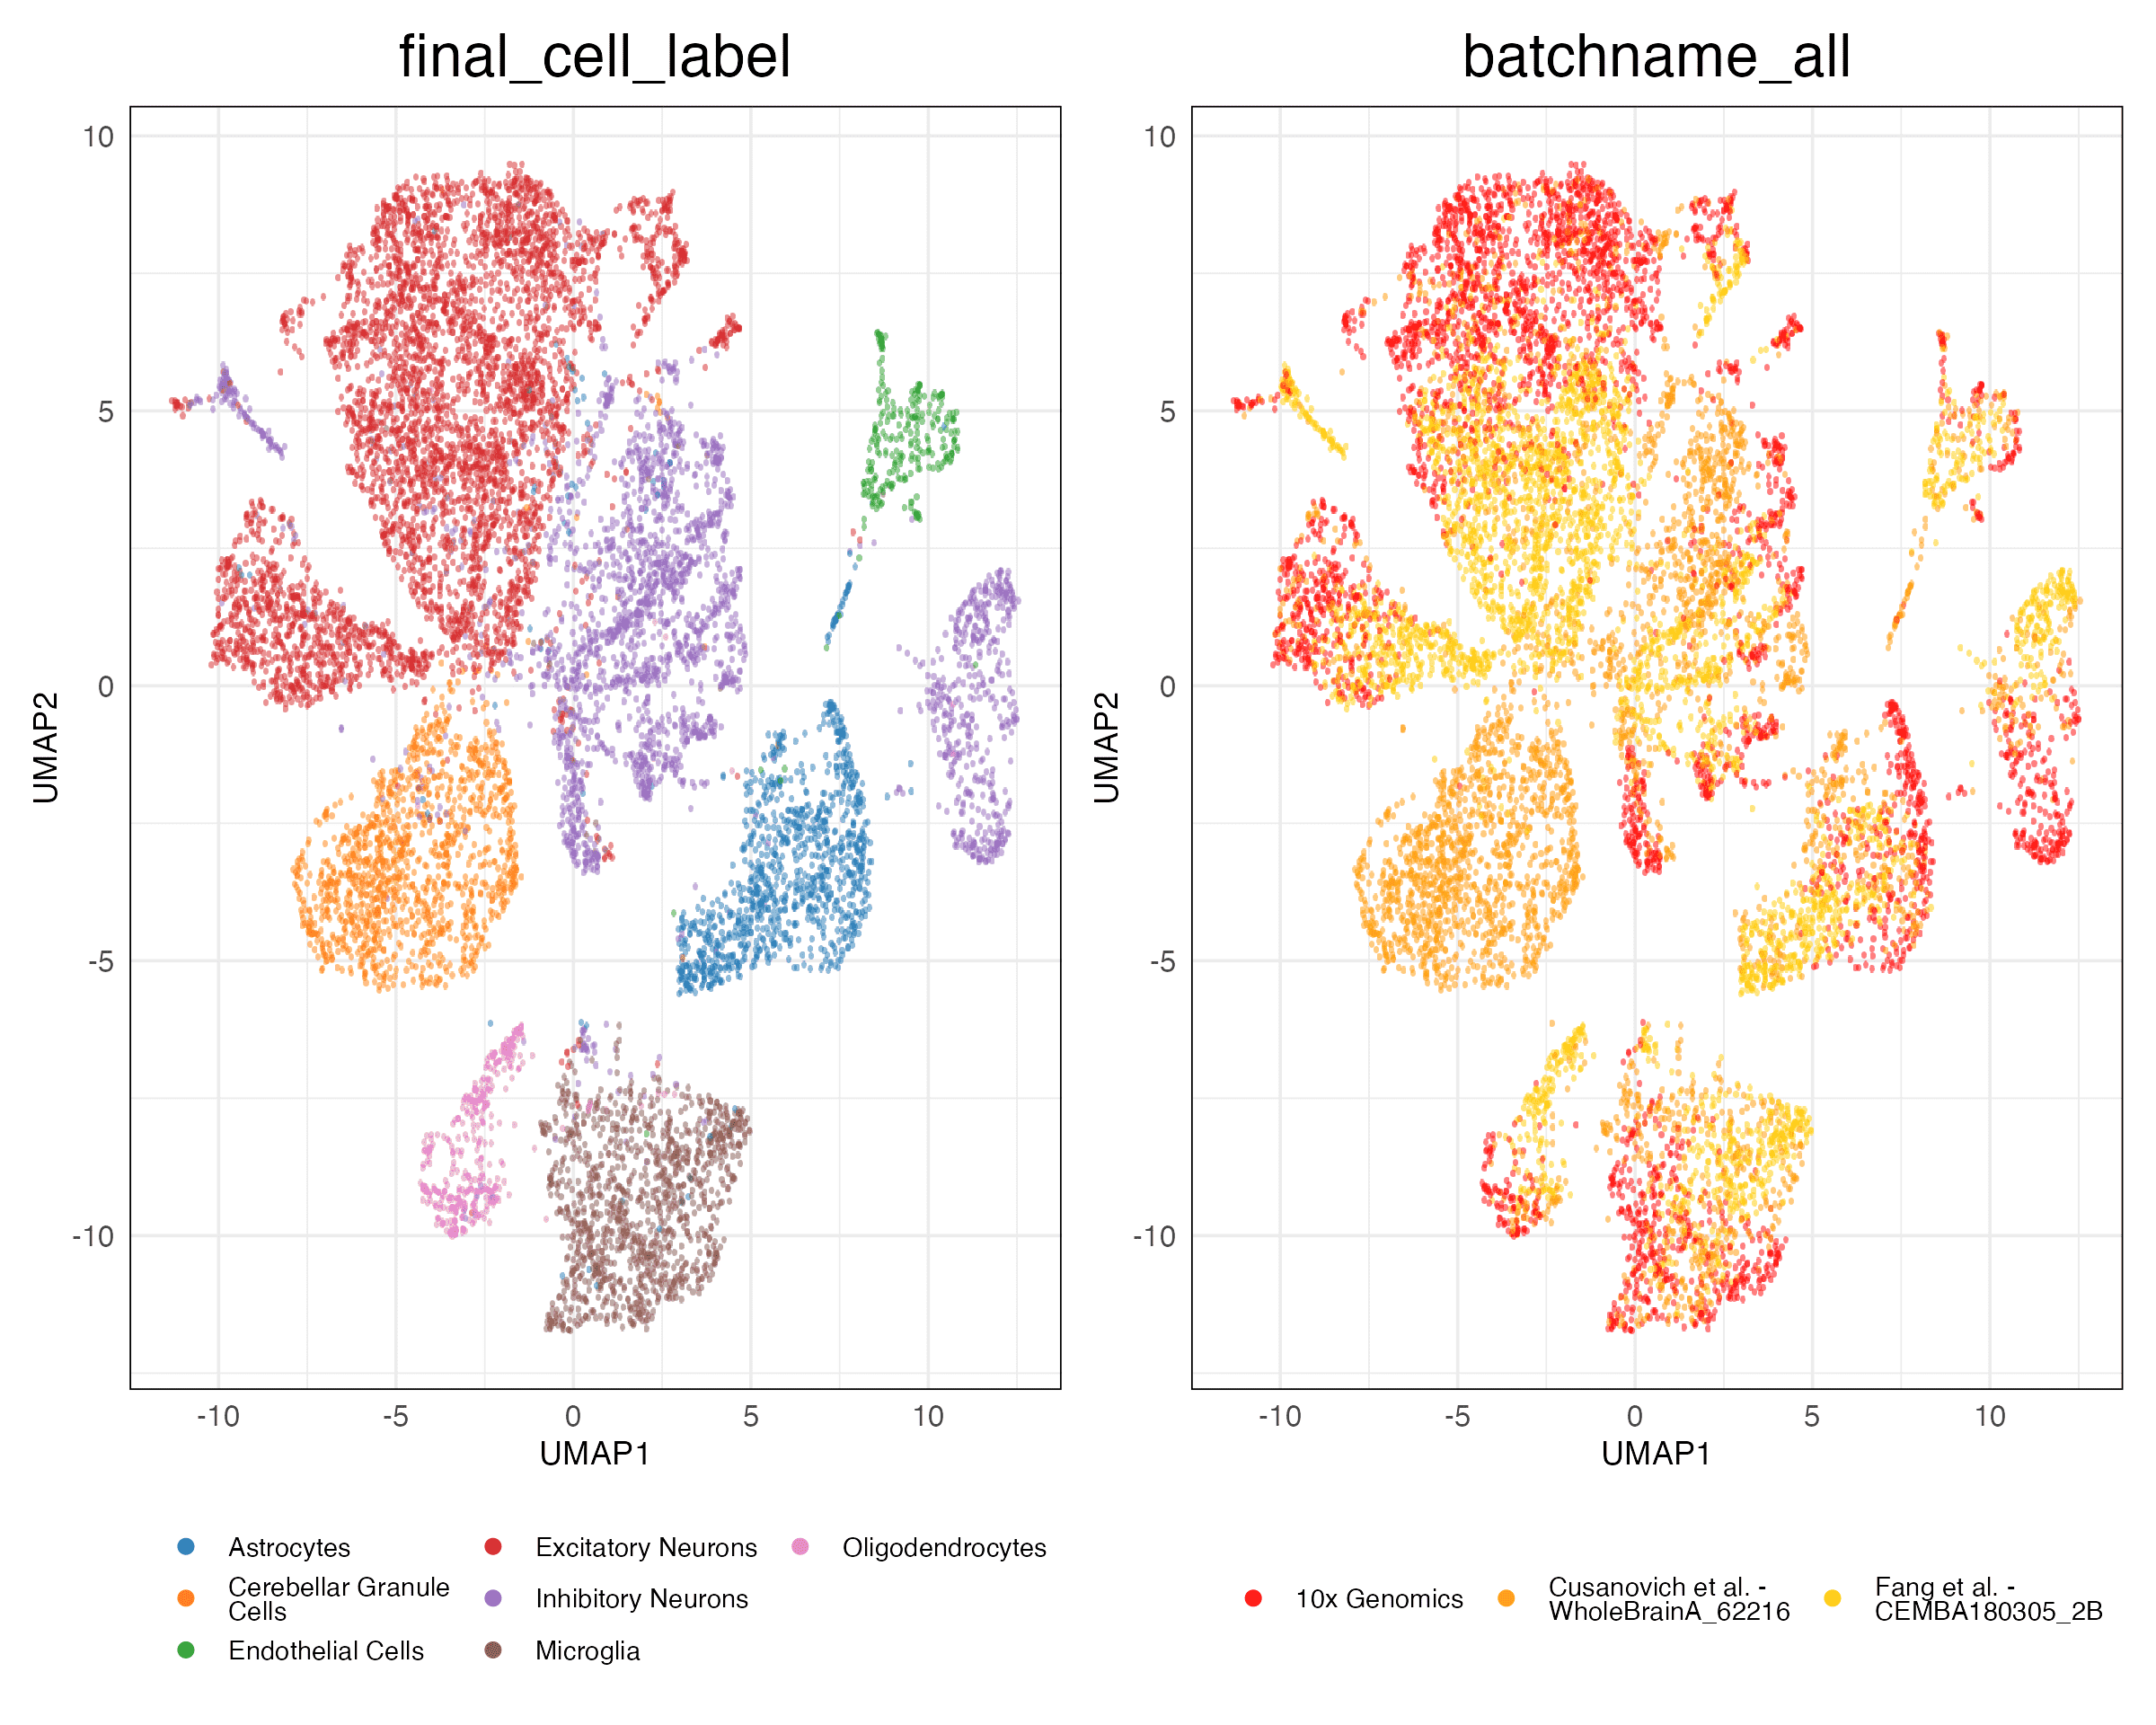 final_cell_label
batchname_all
10
5
0
-5
-10
UMAP2
-10
-5
0
5
10
UMAP1
10
5
0
-5
-10
UMAP2
-10
-5
0
5
10
UMAP1
Astrocytes
Cerebellar Granule
Cells
Endothelial Cells
Excitatory Neurons
Inhibitory Neurons
Microglia
Oligodendrocytes
10x Genomics
Cusanovich et al. -
WholeBrainA_62216
Fang et al. -
CEMBA180305_2B